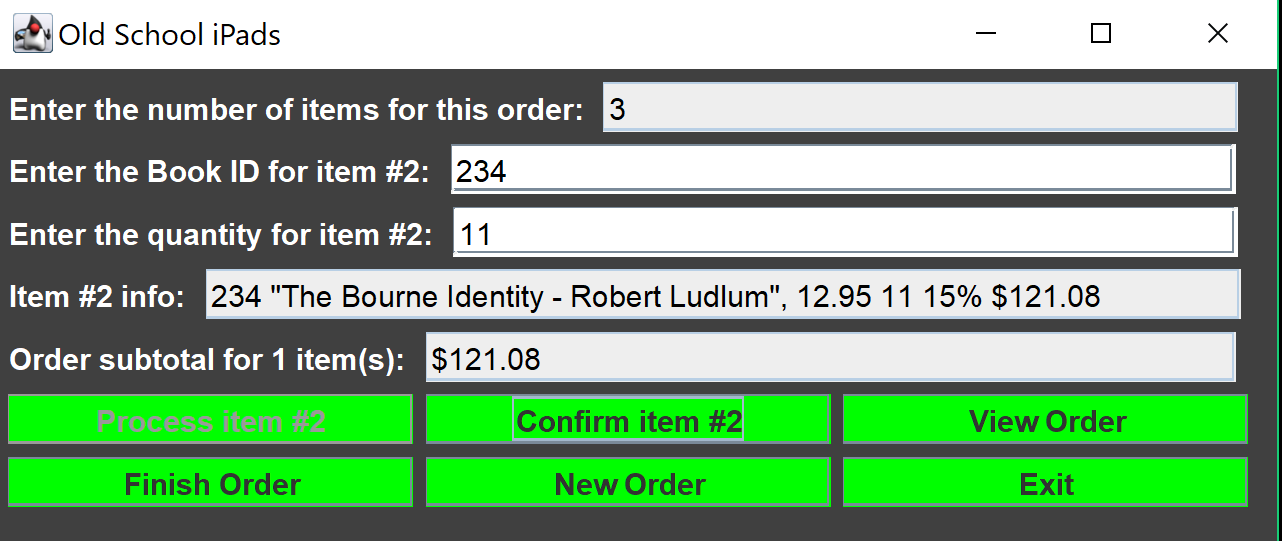 Old School iPads
Enter the number of items for this order: 3
Enter the Book ID for item #2: 234
Enter the quantity for item #2: 11
Item #2 info: 234 "The Bourne Identity - Robert Ludlum", 12.95 11 15% $121.08
Order subtotal for 1 item(s): $121.08
Process item #2 Confirm item #2 View Order
Finish Order New Order Exit